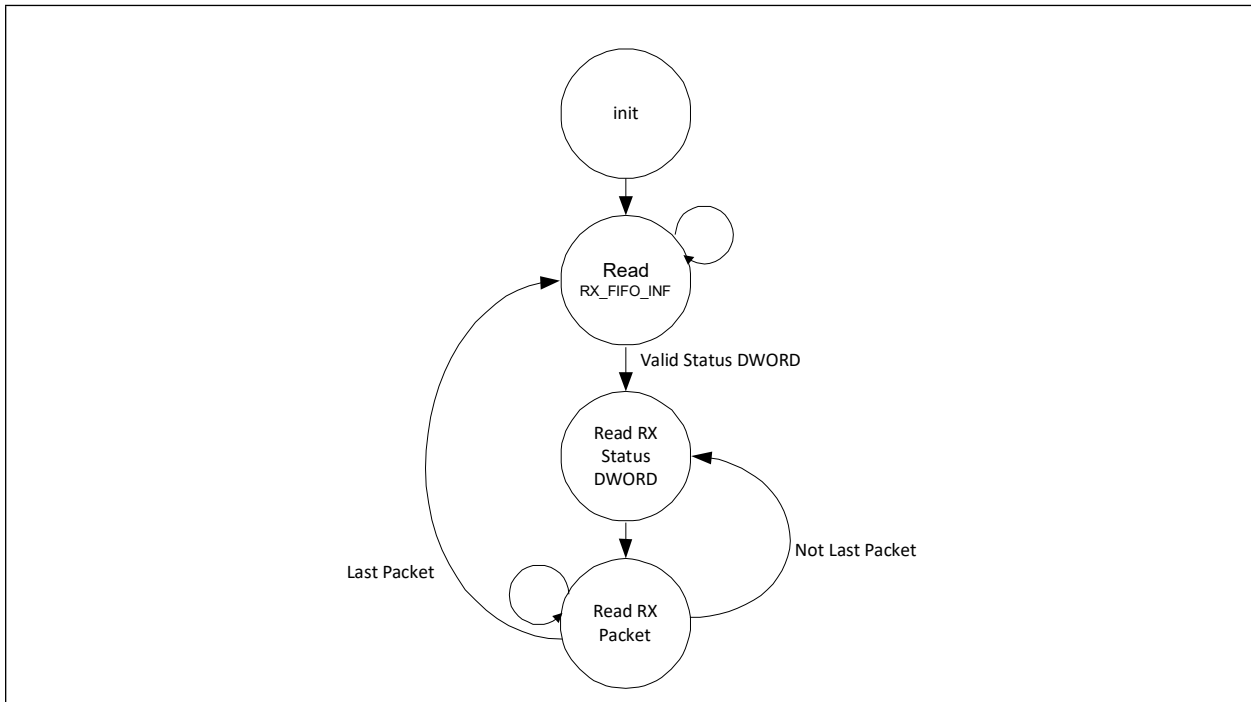 init
Read
RX_FIFO_INF
Valid Status DWORD
Read RX
Status
DWORD
Not Last Packet
Last Packet
Read RX
Packet